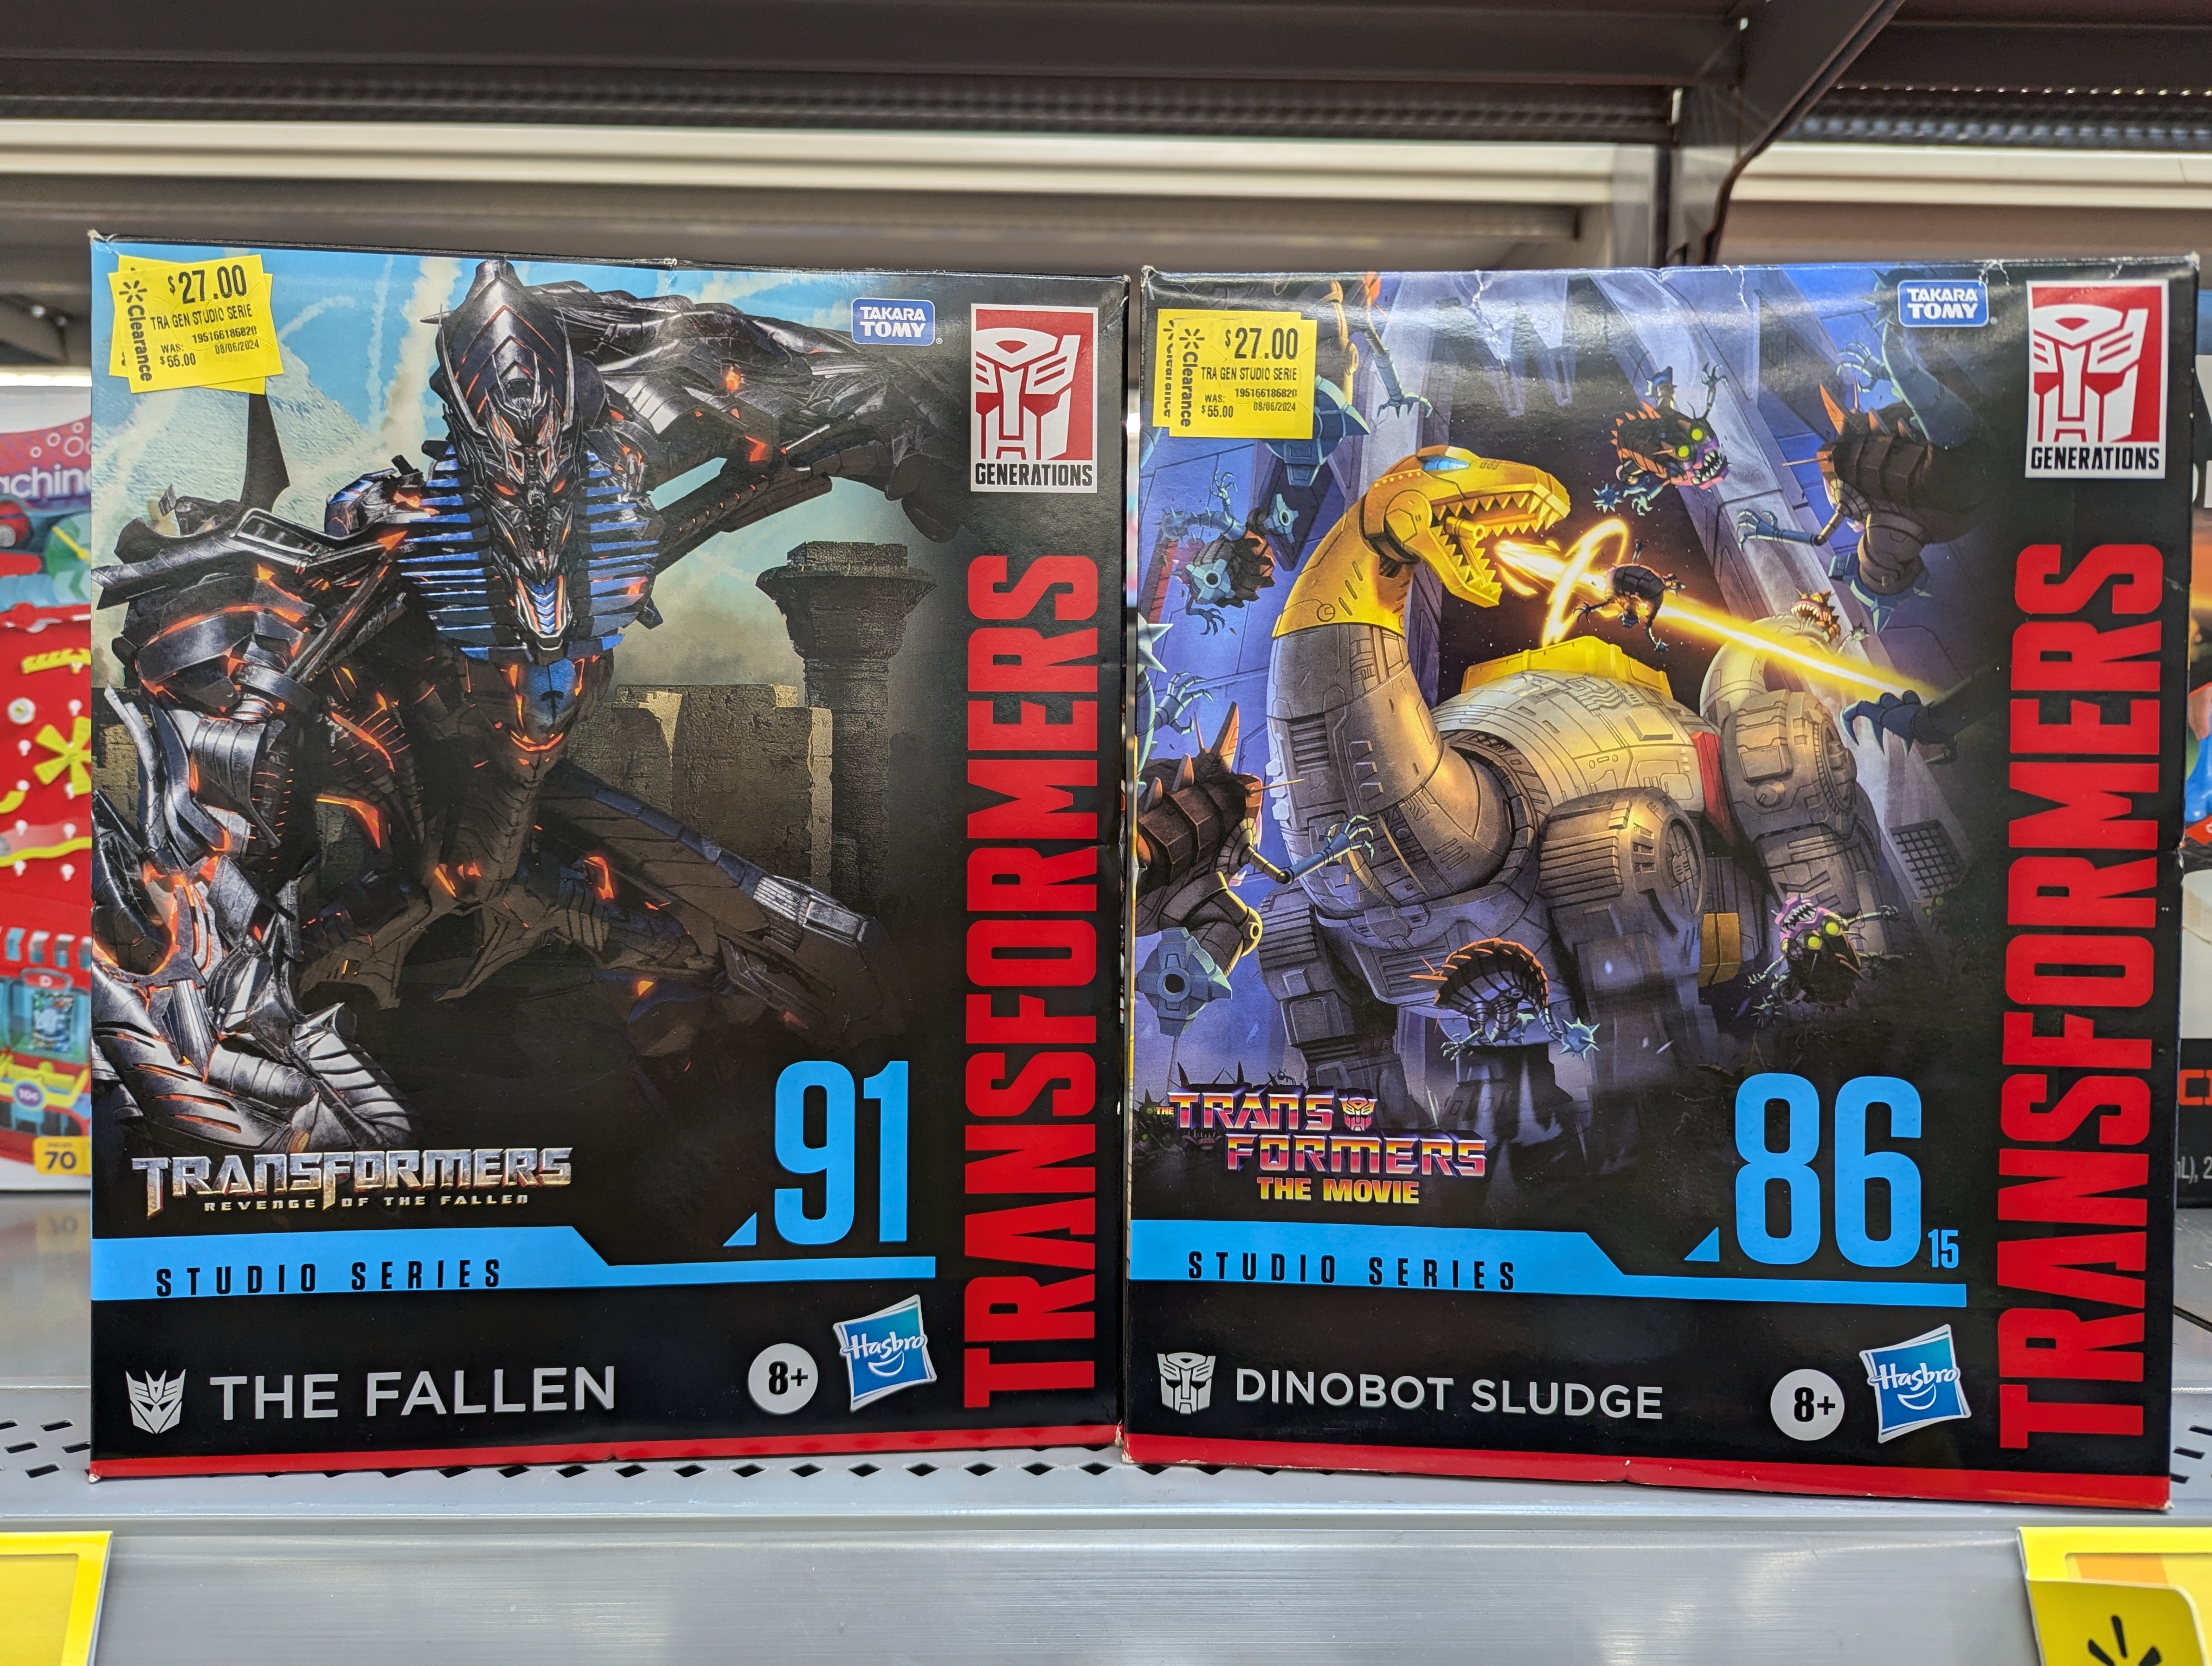 $27.00
TRA GEN STUDIO SERIE
195166186820
WAS: 08/06/2024
$55.00
Clearance
TAKARA
TOMY
GENERATIONS
TRANSFORMERS
91
TRANSFORMERS
REVENGE OF THE FALLEN
STUDIO SERIES
THE FALLEN
8+
Hasbro
$27.00
TRA GEN STUDIO SERIE
195166186820
WAS: 08/06/2024
$55.00
Clearance
Clearance
TAKARA
TOMY
GENERATIONS
TRANSFORMERS
THE
TRANS
FORMERS
THE MOVIE
86
15
STUDIO SERIES
DINOBOT SLUDGE
8+
Hasbro
achine
70